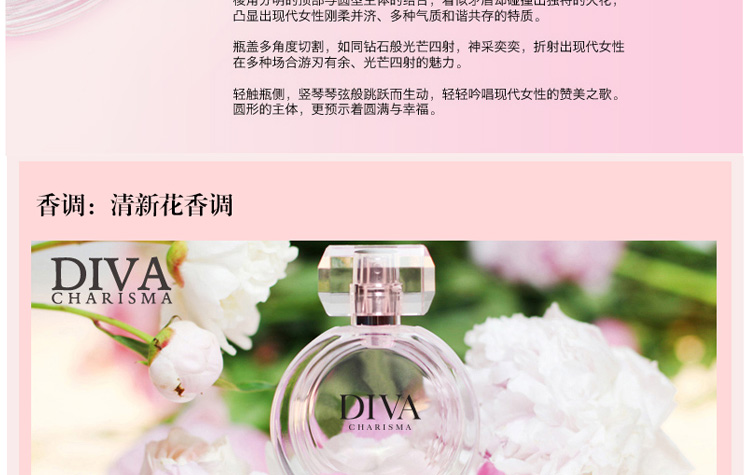 棱角分明的顶部与圆型主体的结合，看似矛盾却碰撞出独特的火花，
凸显出现代女性刚柔并济、多种气质和谐共存的特质。
瓶盖多角度切割，如同钻石般光芒四射，神采奕奕，折射出现代女性
在多种场合游刃有余、光芒四射的魅力。
轻触瓶侧，竖琴琴弦般跳跃而生动，轻轻吟唱现代女性的赞美之歌。
圆形的主体，更预示着圆满与幸福。
香调：清新花香调
DIVA
CHARISMA
DIVA
CHARISMA